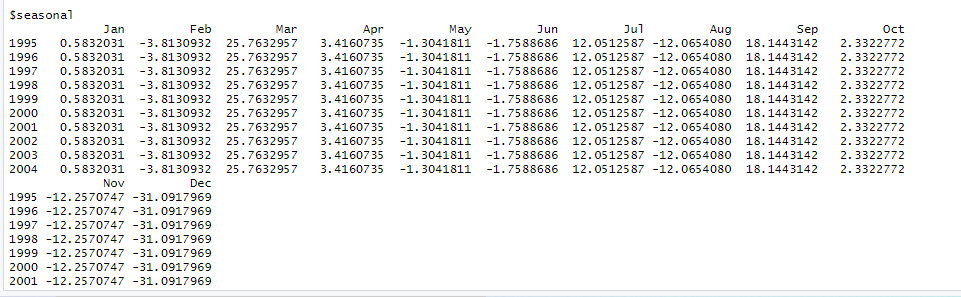 $seasonal
Jan Feb Mar Apr May Jun Jul Aug Sep Oct
1995 0.5832031 -3.8130932 25.7632957 3.4160735 -1.3041811 -1.7588686 12.0512587 -12.0654080 18.1443142 2.3322772
1996 0.5832031 -3.8130932 25.7632957 3.4160735 -1.3041811 -1.7588686 12.0512587 -12.0654080 18.1443142 2.3322772
1997 0.5832031 -3.8130932 25.7632957 3.4160735 -1.3041811 -1.7588686 12.0512587 -12.0654080 18.1443142 2.3322772
1998 0.5832031 -3.8130932 25.7632957 3.4160735 -1.3041811 -1.7588686 12.0512587 -12.0654080 18.1443142 2.3322772
1999 0.5832031 -3.8130932 25.7632957 3.4160735 -1.3041811 -1.7588686 12.0512587 -12.0654080 18.1443142 2.3322772
2000 0.5832031 -3.8130932 25.7632957 3.4160735 -1.3041811 -1.7588686 12.0512587 -12.0654080 18.1443142 2.3322772
2001 0.5832031 -3.8130932 25.7632957 3.4160735 -1.3041811 -1.7588686 12.0512587 -12.0654080 18.1443142 2.3322772
2002 0.5832031 -3.8130932 25.7632957 3.4160735 -1.3041811 -1.7588686 12.0512587 -12.0654080 18.1443142 2.3322772
2003 0.5832031 -3.8130932 25.7632957 3.4160735 -1.3041811 -1.7588686 12.0512587 -12.0654080 18.1443142 2.3322772
2004 0.5832031 -3.8130932 25.7632957 3.4160735 -1.3041811 -1.7588686 12.0512587 -12.0654080 18.1443142 2.3322772
Nov Dec
1995 -12.2570747 -31.0917969
1996 -12.2570747 -31.0917969
1997 -12.2570747 -31.0917969
1998 -12.2570747 -31.0917969
1999 -12.2570747 -31.0917969
2000 -12.2570747 -31.0917969
2001 -12.2570747 -31.0917969